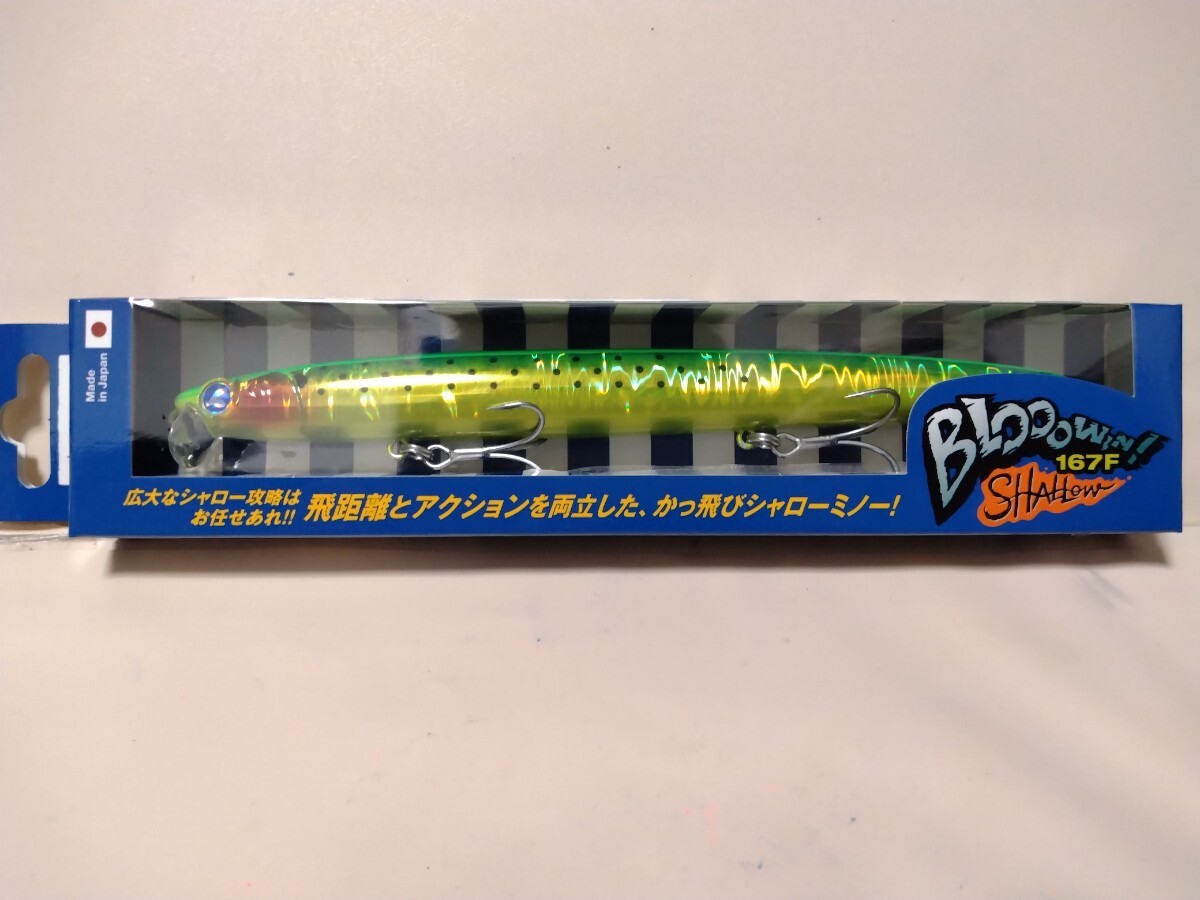 Made
in Japan
広大なシャロー攻略は
お任せあれ!!
飛距離とアクションを両立した、かっ飛びシャローミノー!
BLOOOWIN!
167F
SHALLOW